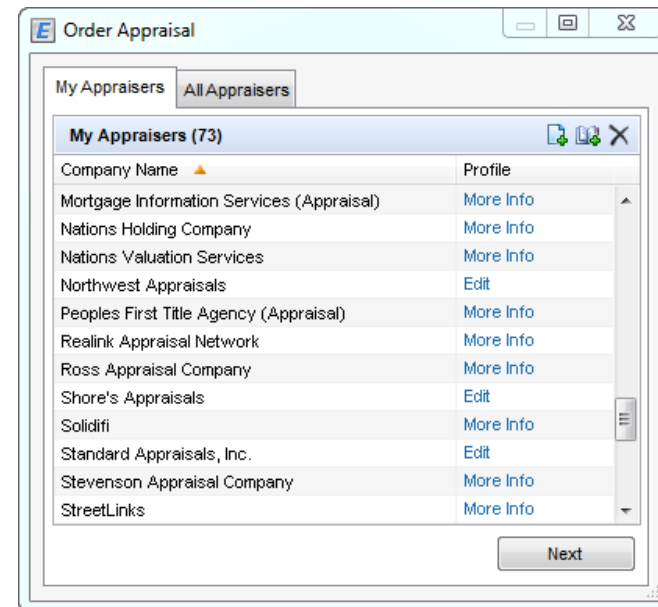 E Order Appraisal
My Appraisers All Appraisers
My Appraisers (73)
Company Name Profile
Mortgage Information Services (Appraisal) More Info
Nations Holding Company More Info
Nations Valuation Services More Info
Northwest Appraisals Edit
Peoples First Title Agency (Appraisal) More Info
Realink Appraisal Network More Info
Ross Appraisal Company More Info
Shore's Appraisals Edit
Solidifi More Info
Standard Appraisals, Inc. Edit
Stevenson Appraisal Company More Info
StreetLinks More Info
Next